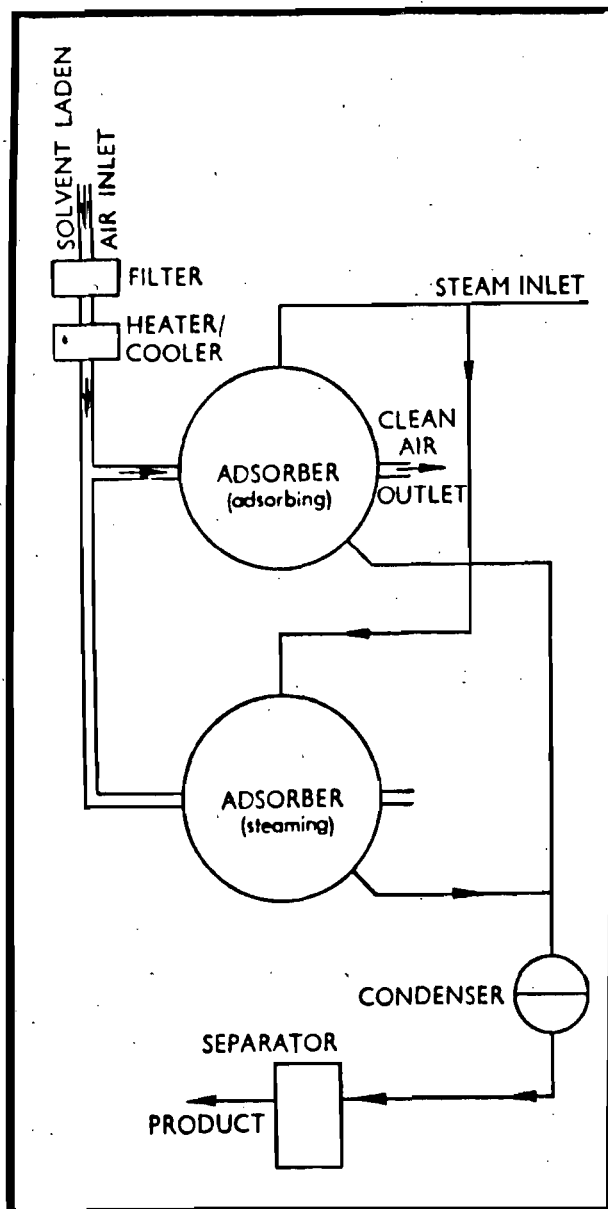 SOLVENT LADEN
AIR INLET
FILTER
HEATER/
COOLER
STEAM INLET
CLEAN
AIR
OUTLET
ADSORBER
(adsorbing)
ADSORBER
(steaming)
CONDENSER
SEPARATOR
PRODUCT